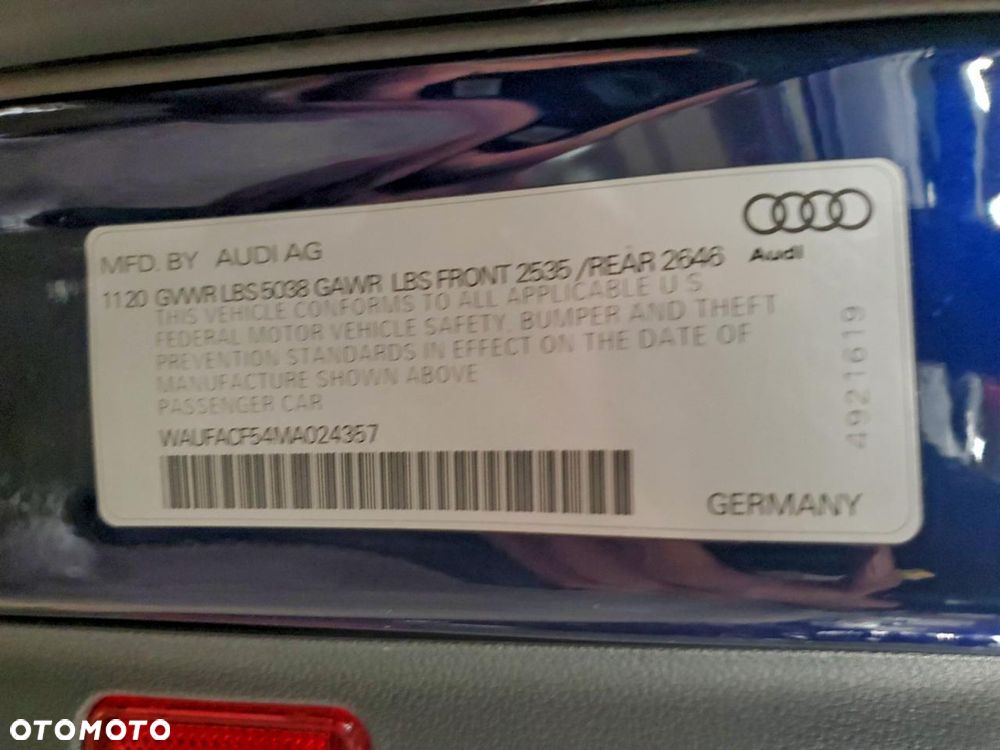 MFD. BY AUDI AG
Audi
11 20 GVWR LBS 5038 GAWR LBS FRONT 2535 /REAR 2646
THIS VEHICLE CONFORMS TO ALL APPLICABLE U S
FEDERAL MOTOR VEHICLE SAFETY, BUMPER AND THEFT
PREVENTION STANDARDS IN EFFECT ON THE DATE OF
MANUFACTURE SHOWN ABOVE
PASSENGER CAR
WAUFACF54MA024357
4921619
GERMANY
OTOMOTO